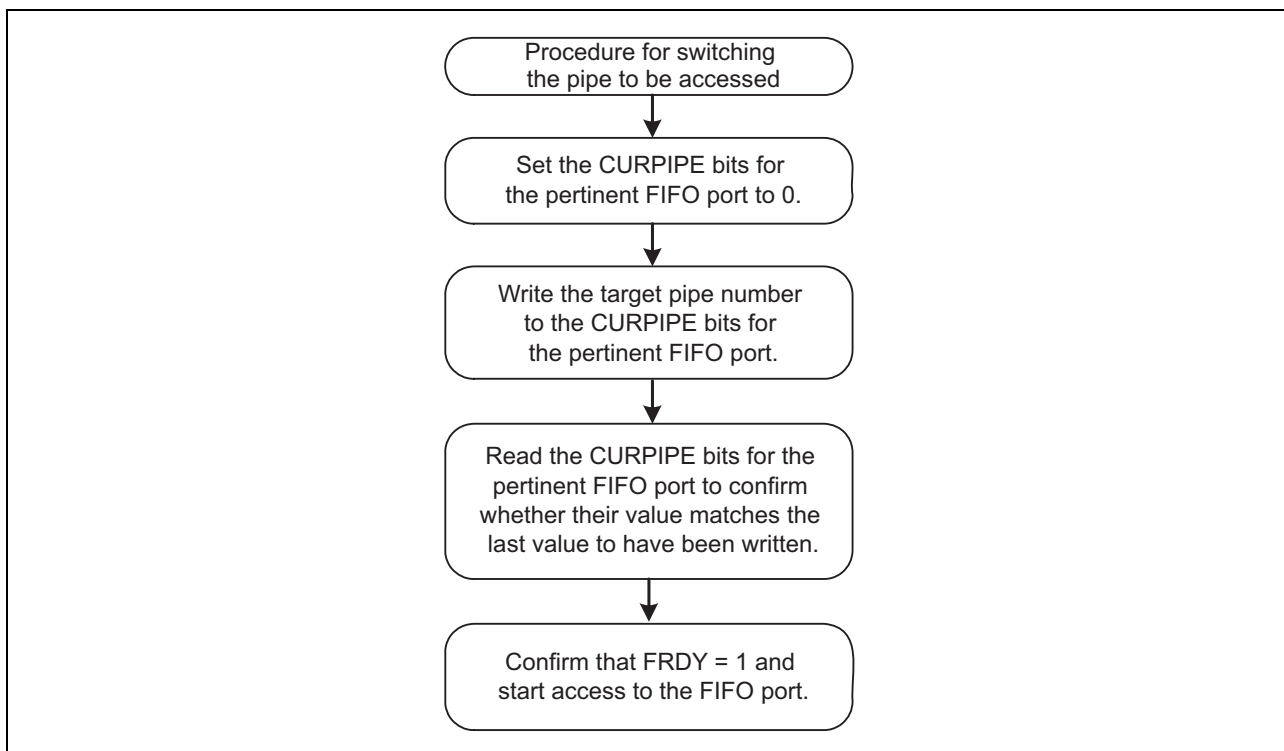 Procedure for switching
the pipe to be accessed
Set the CURPIPE bits for
the pertinent FIFO port to 0.
Write the target pipe number
to the CURPIPE bits for
the pertinent FIFO port.
Read the CURPIPE bits for the
pertinent FIFO port to confirm
whether their value matches the
last value to have been written.
Confirm that FRDY = 1 and
start access to the FIFO port.